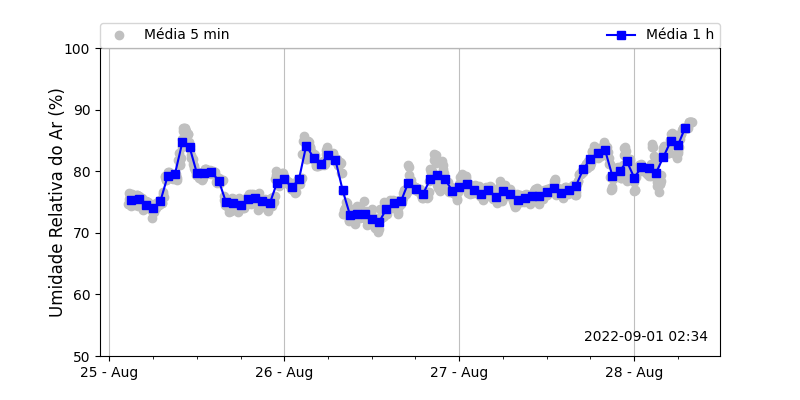 Média 5 min
Média 1 h
Umidade Relativa do Ar (%)
100
90
80
70
60
50
2022-09-01 02:34
25 - Aug
26 - Aug
27 - Aug
28 - Aug